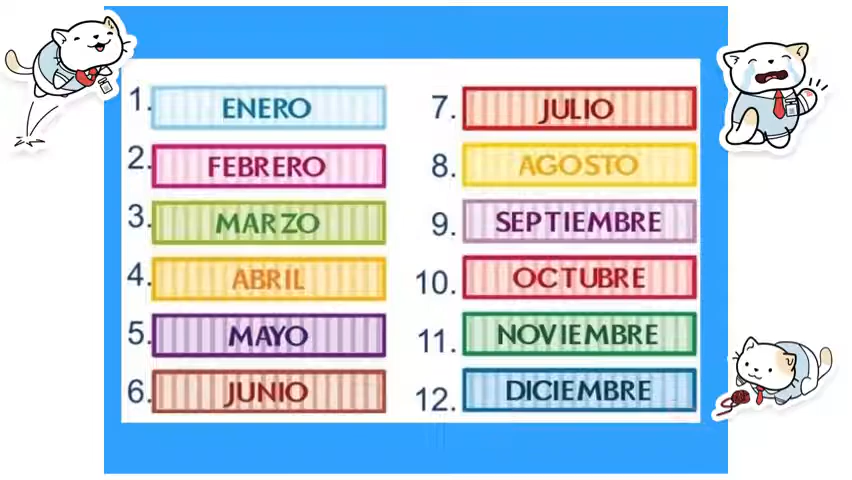 1. ENERO
2. FEBRERO
3. MARZO
4. ABRIL
5. MAYO
6. JUNIO
7. JULIO
8. AGOSTO
9. SEPTIEMBRE
10. OCTUBRE
11. NOVIEMBRE
12. DICIEMBRE